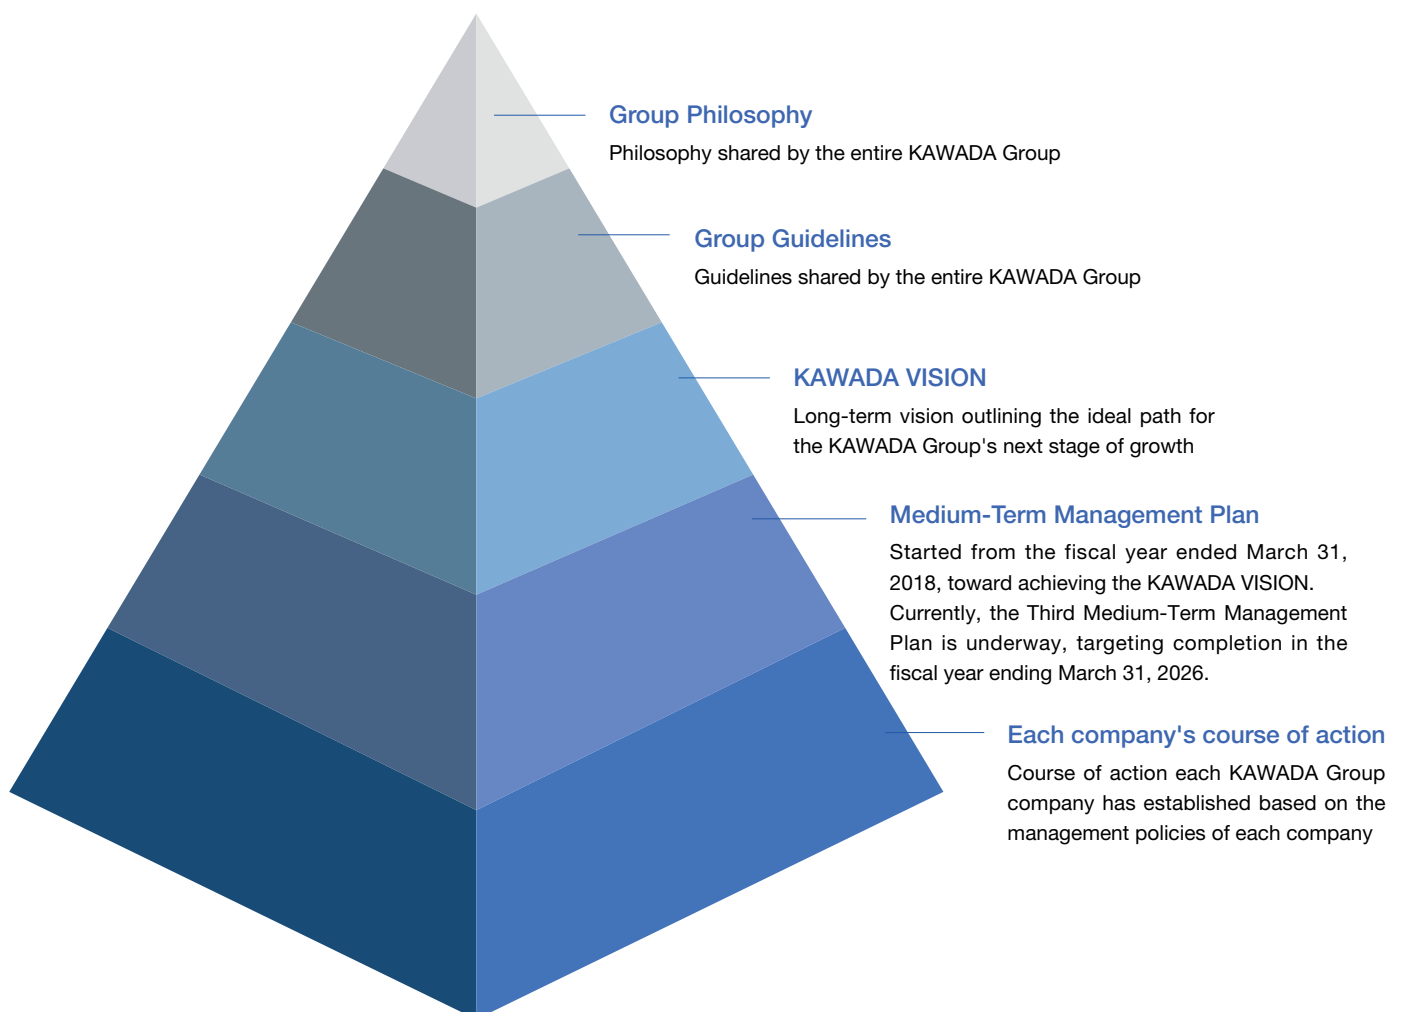 Group Philosophy
Philosophy shared by the entire KAWADA Group
Group Guidelines
Guidelines shared by the entire KAWADA Group
KAWADA VISION
Long-term vision outlining the ideal path for
the KAWADA Group's next stage of growth
Medium-Term Management Plan
Started from the fiscal year ended March 31,
2018, toward achieving the KAWADA VISION.
Currently, the Third Medium-Term Management
Plan is underway, targeting completion in the
fiscal year ending March 31, 2026.
Each company's course of action
Course of action each KAWADA Group
company has established based on the
management policies of each company